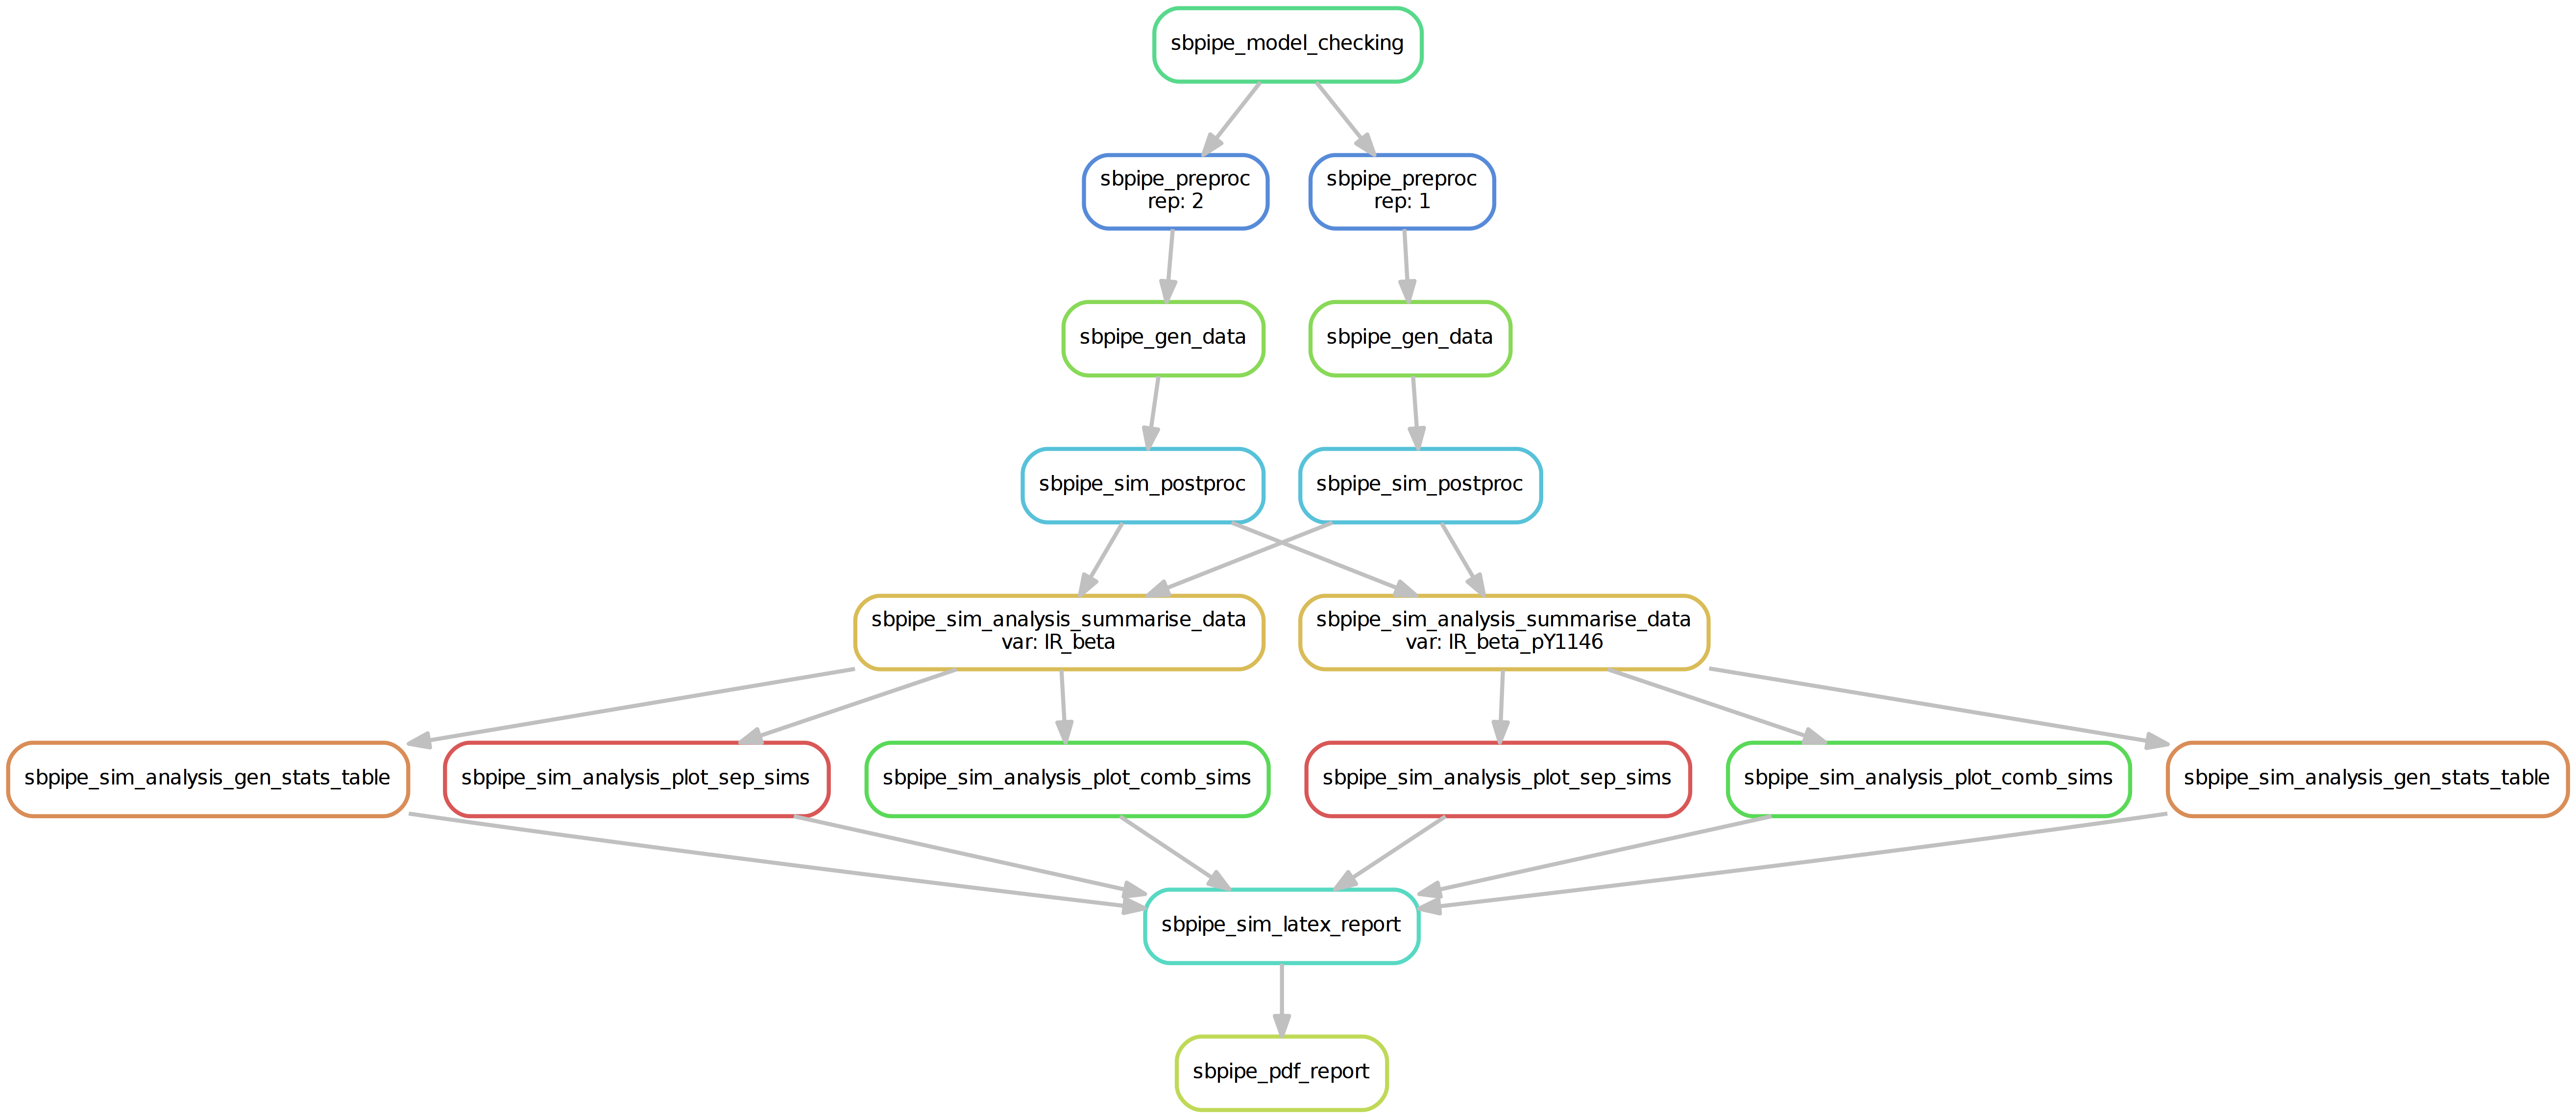 sbpipe_model_checking
sbpipe_preproc
rep: 2
sbpipe_preproc
rep: 1
sbpipe_gen_data
sbpipe_gen_data
sbpipe_sim_postproc
sbpipe_sim_postproc
sbpipe_sim_analysis_summarise_data
var: IR_beta
sbpipe_sim_analysis_summarise_data
var: IR_beta_pY1146
sbpipe_sim_analysis_gen_stats_table
sbpipe_sim_analysis_plot_sep_sims
sbpipe_sim_analysis_plot_comb_sims
sbpipe_sim_analysis_plot_sep_sims
sbpipe_sim_analysis_plot_comb_sims
sbpipe_sim_analysis_gen_stats_table
sbpipe_sim_latex_report
sbpipe_pdf_report